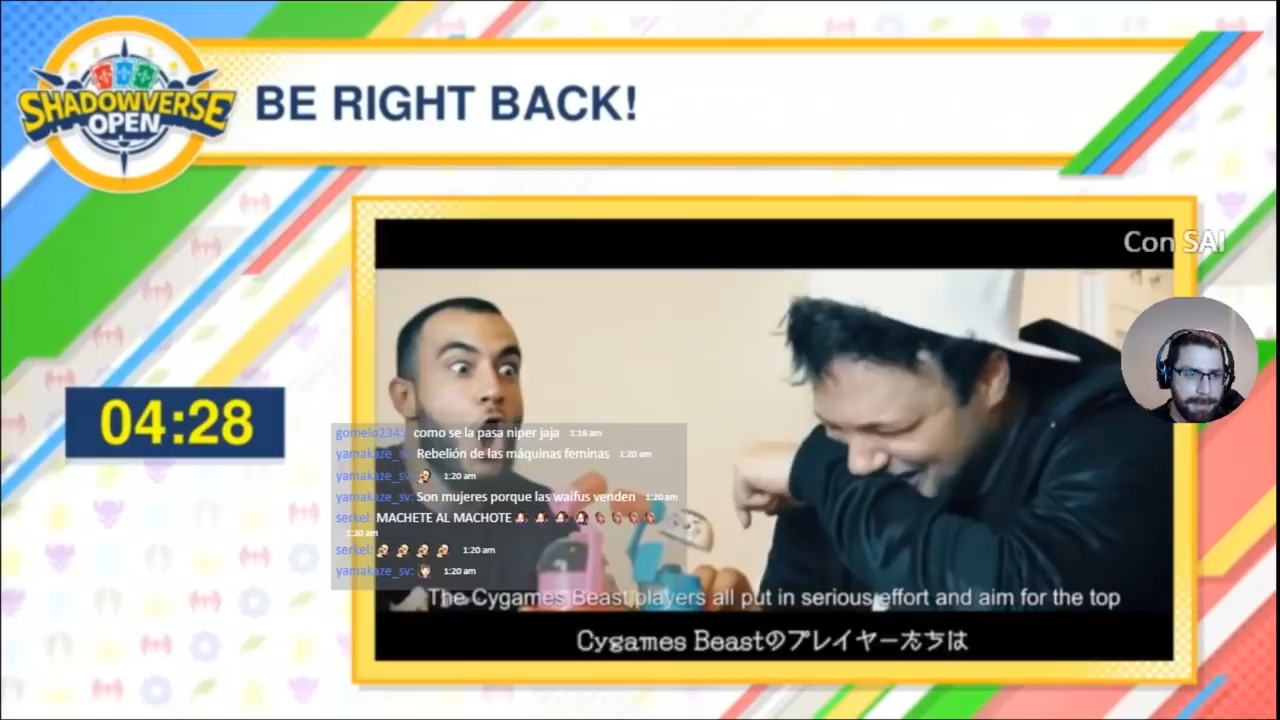 SHADOWVERSE
OPEN
BE RIGHT BACK!
Con SAI
04:28
gomelo234: como se la pasa niper jaja 1:16 am
yamakaze_sv: Rebelión de las máquinas feminas 1:20 am
yamakaze_sv: 1:20 am
yamakaze_sv: Son mujeres porque las waifus venden 1:20 am
serkel: MACHETE AL MACHOTE
1:20 am
serkel: 1:20 am
yamakaze_sv: 1:20 am
The Cygames Beast players all put in serious effort and aim for the top
Cygames Beastのプレイヤーたちは